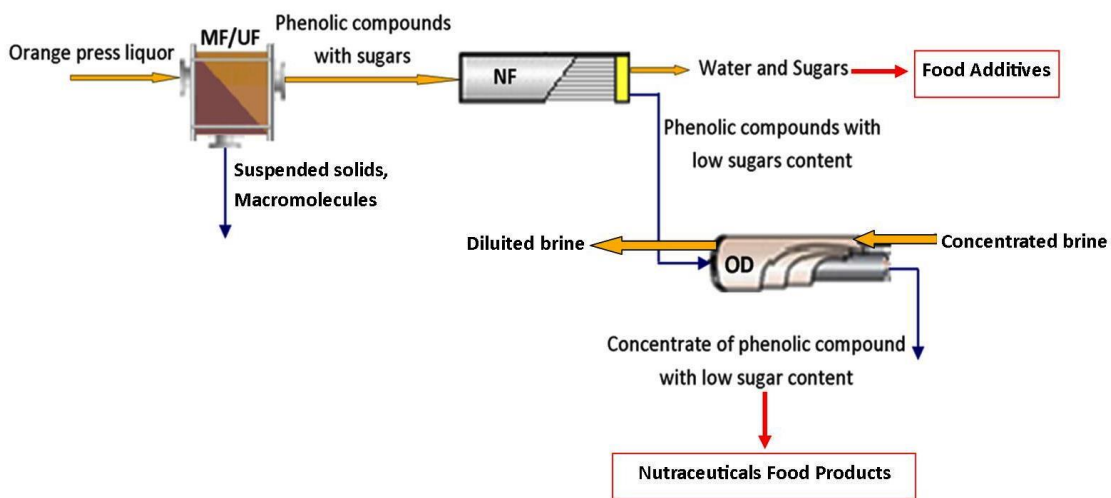 Orange press liquor
MF/UF
Phenolic compounds
with sugars
NF
Water and Sugars
Food Additives
Suspended solids,
Macromolecules
Phenolic compounds with
low sugars content
Diluted brine
OD
Concentrated brine
Concentrate of phenolic compound
with low sugar content
Nutraceuticals Food Products